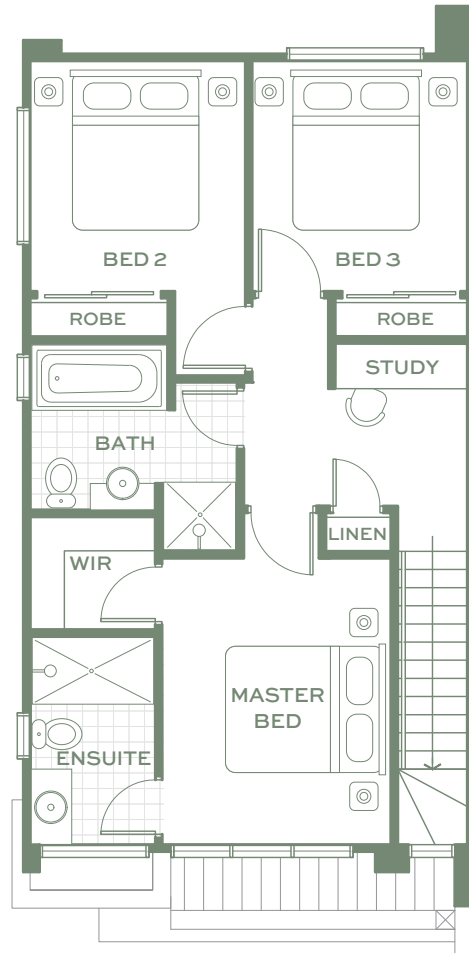 BED 2
BED 3
ROBE
ROBE
STUDY
BATH
LINEN
WIR
MASTER
BED
ENSUITE